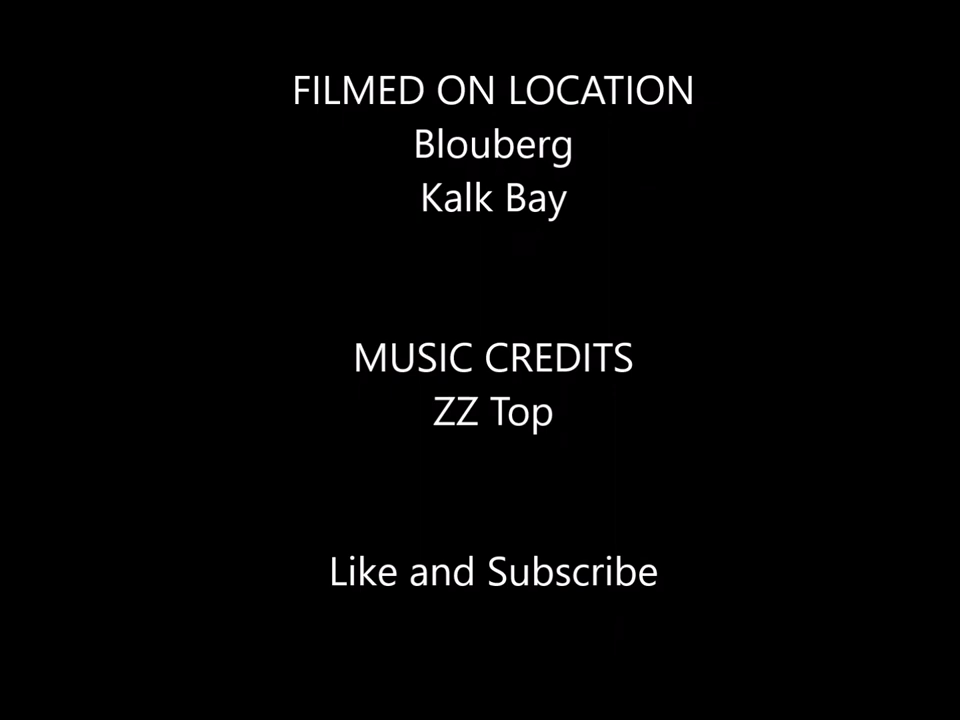 FILMED ON LOCATION
Blouberg
Kalk Bay
MUSIC CREDITS
ZZ Top
Like and Subscribe